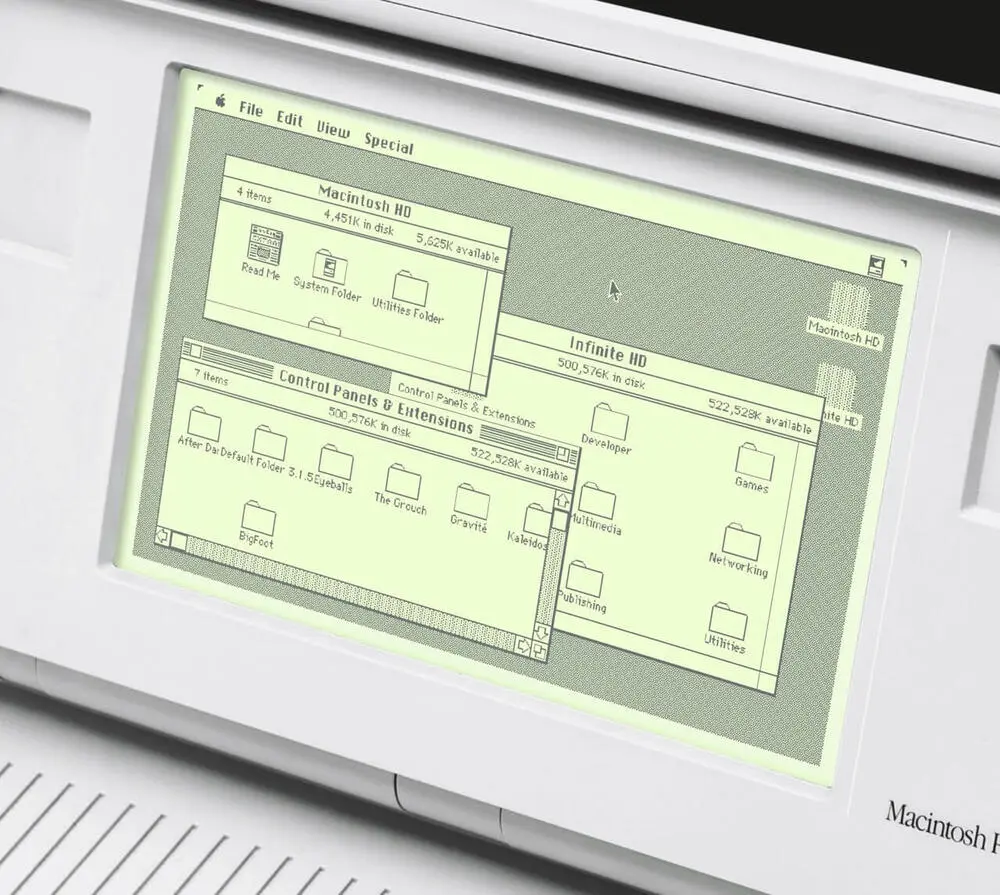 File Edit View Special
Macintosh HD
4 items 4,451K in disk 5,625K available
Read Me
System Folder
Utilities Folder
Macintosh HD
Infinite HD
500,576K in disk 522,528K available
nite HD
Control Panels & Extensions
Developer
Games
Multimedia
Networking
Publishing
Utilities
Control Panels & Extensions
7 items 500,576K in disk 522,528K available
After Dar
Default Folder 3.1.5
Eyeballs
The Grouch
Gravité
Kaleidos
BigFoot
Macintosh P